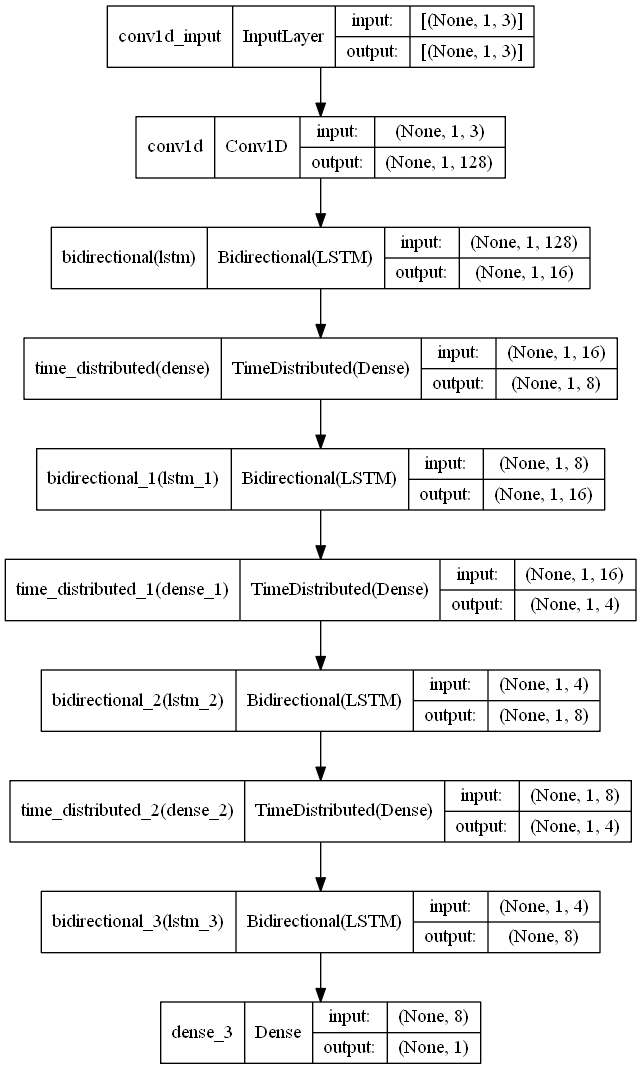 conv1d_input InputLayer input: [(None, 1, 3)]
output: [(None, 1, 3)]
conv1d Conv1D input: (None, 1, 3)
output: (None, 1, 128)
bidirectional(lstm) Bidirectional(LSTM) input: (None, 1, 128)
output: (None, 1, 16)
time_distributed(dense) TimeDistributed(Dense) input: (None, 1, 16)
output: (None, 1, 8)
bidirectional_1(lstm_1) Bidirectional(LSTM) input: (None, 1, 8)
output: (None, 1, 16)
time_distributed_1(dense_1) TimeDistributed(Dense) input: (None, 1, 16)
output: (None, 1, 4)
bidirectional_2(lstm_2) Bidirectional(LSTM) input: (None, 1, 4)
output: (None, 1, 8)
time_distributed_2(dense_2) TimeDistributed(Dense) input: (None, 1, 8)
output: (None, 1, 4)
bidirectional_3(lstm_3) Bidirectional(LSTM) input: (None, 1, 4)
output: (None, 8)
dense_3 Dense input: (None, 8)
output: (None, 1)